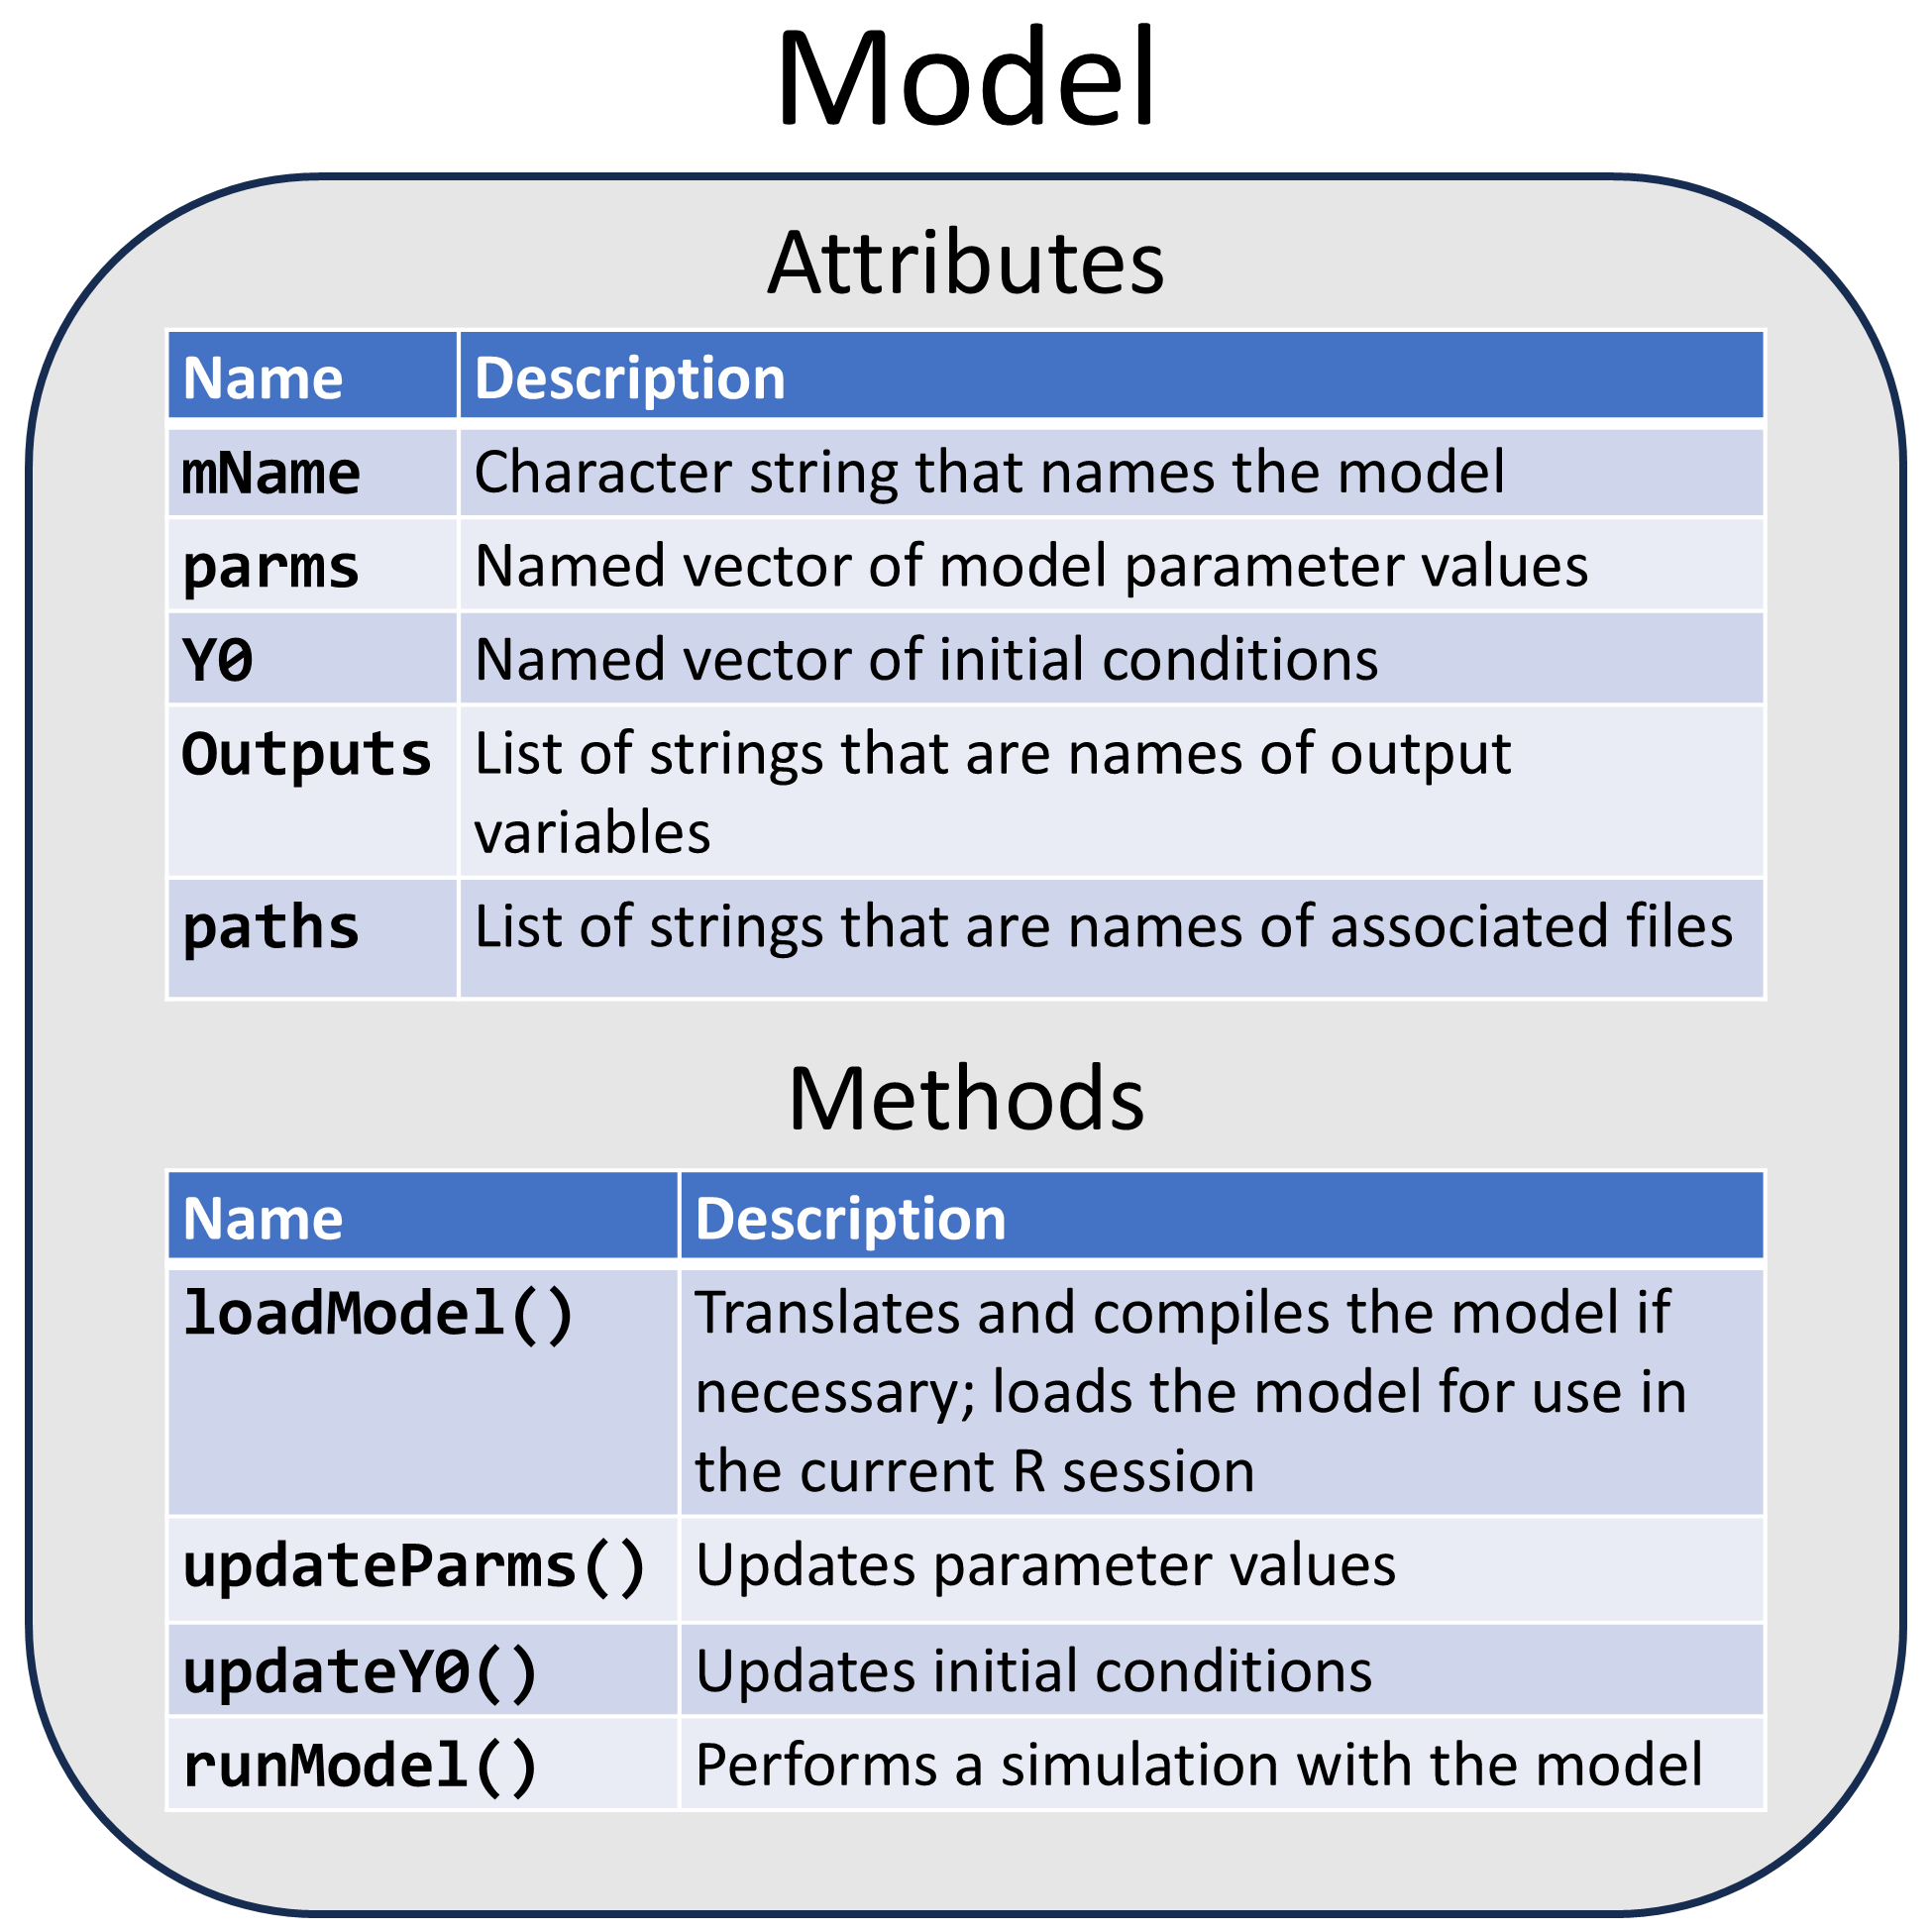 Model
Attributes
Name Description
mName Character string that names the model
parms Named vector of model parameter values
Y0 Named vector of initial conditions
Outputs List of strings that are names of output
variables
paths List of strings that are names of associated files
Methods
Name Description
loadModel() Translates and compiles the model if
necessary; loads the model for use in
the current R session
updateParms() Updates parameter values
updateY0() Updates initial conditions
runModel() Performs a simulation with the model